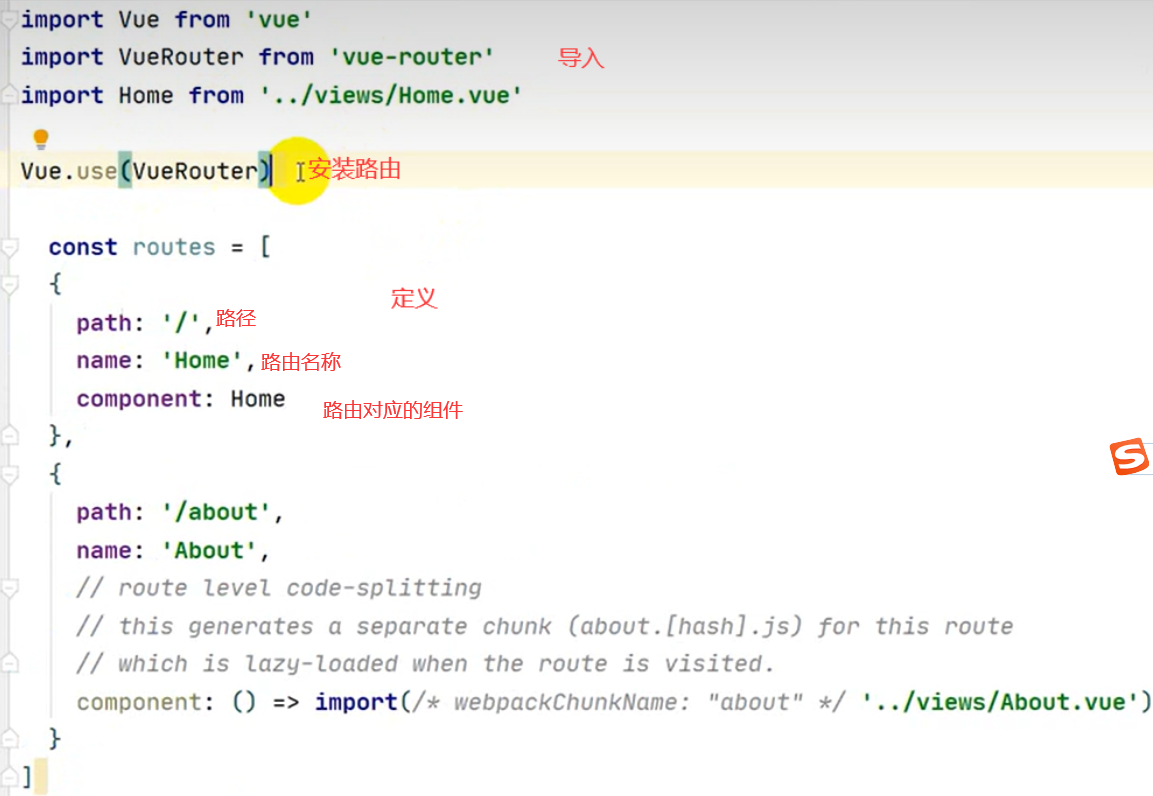 import Vue from 'vue'
import VueRouter from 'vue-router' 导入
import Home from '../views/Home.vue'
Vue.use(VueRouter) 安装路由
const routes = [
{
定义
path: '/', 路径
name: 'Home', 路由名称
component: Home
路由对应的组件
},
{
path: '/about',
name: 'About',
// route level code-splitting
// this generates a separate chunk (about.[hash].js) for this route
// which is lazy-loaded when the route is visited.
component: () => import(/* webpackChunkName: "about" */ '../views/About.vue')
}
]
S